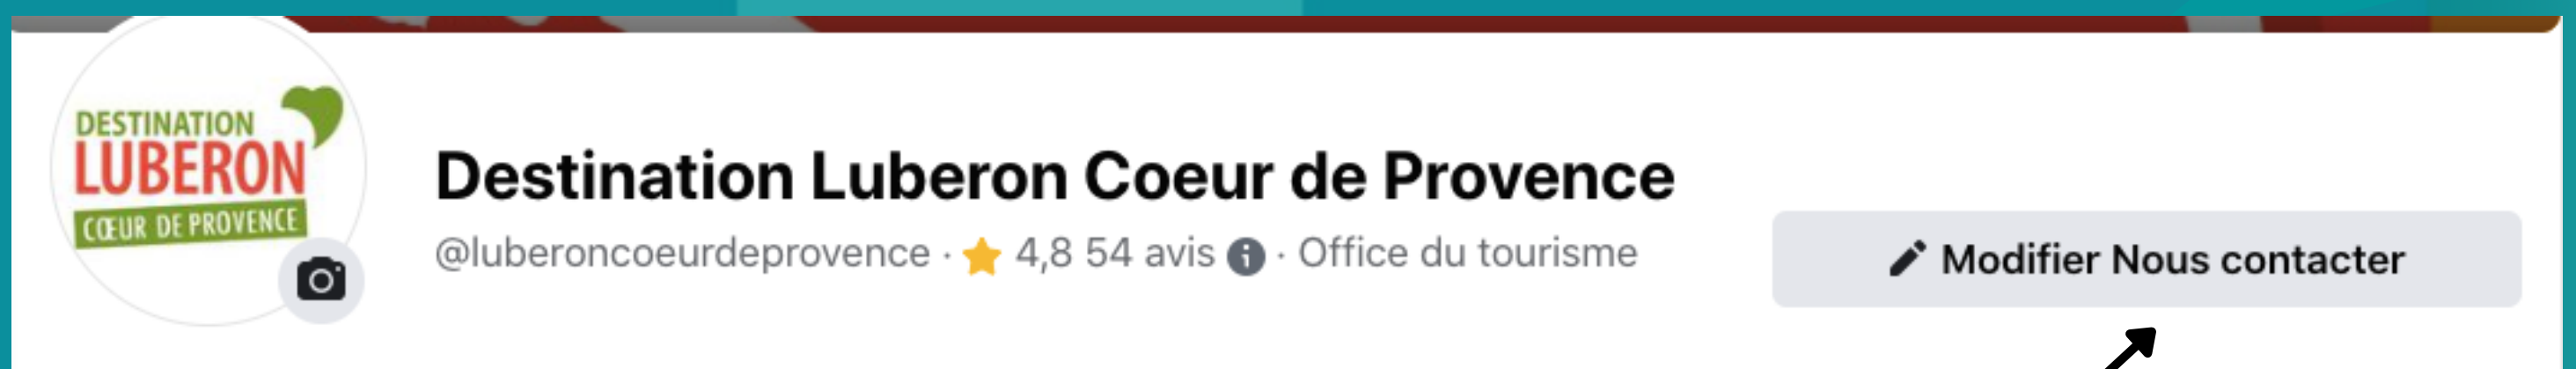 DESTINATION
LUBERON
CŒUR DE PROVENCE
Destination Luberon Coeur de Provence
@luberoncoeurdeprovence · 4,8 54 avis · Office du tourisme
Modifier Nous contacter